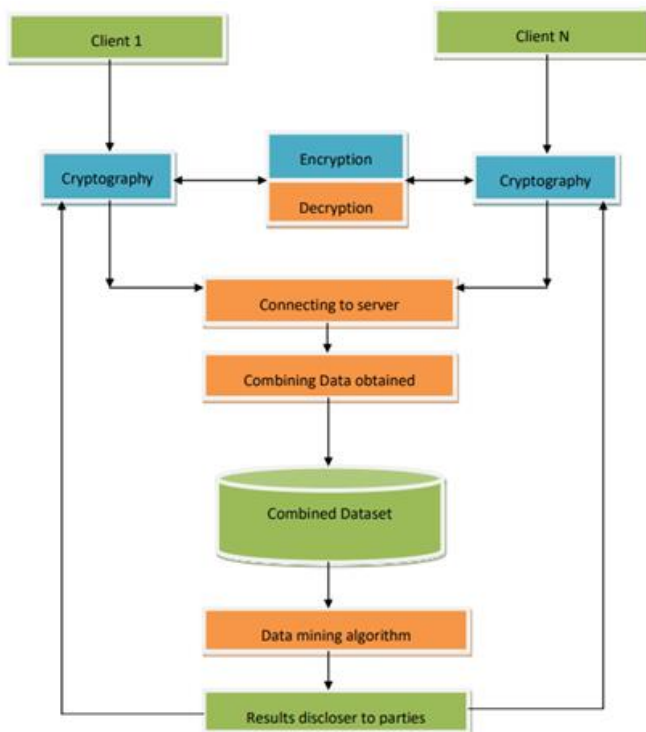 Client 1
Client N
Cryptography
Encryption
Decryption
Cryptography
Connecting to server
Combining Data obtained
Combined Dataset
Data mining algorithm
Results discloser to parties